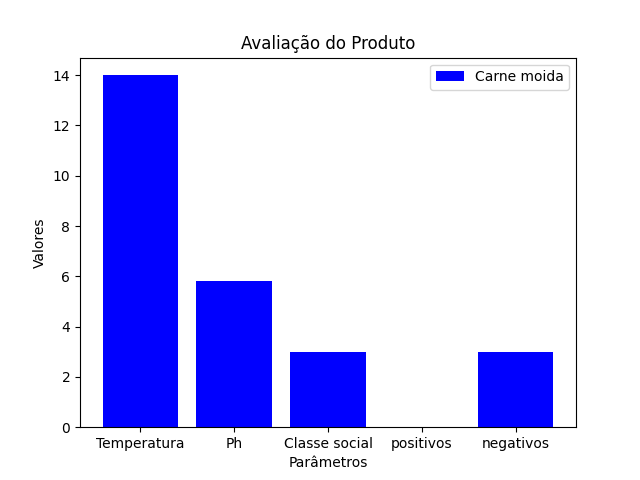 Avaliação do Produto
Carne moida
14
12
10
8
6
4
2
0
Valores
Temperatura
Ph
Classe social
positivos
negativos
Parâmetros